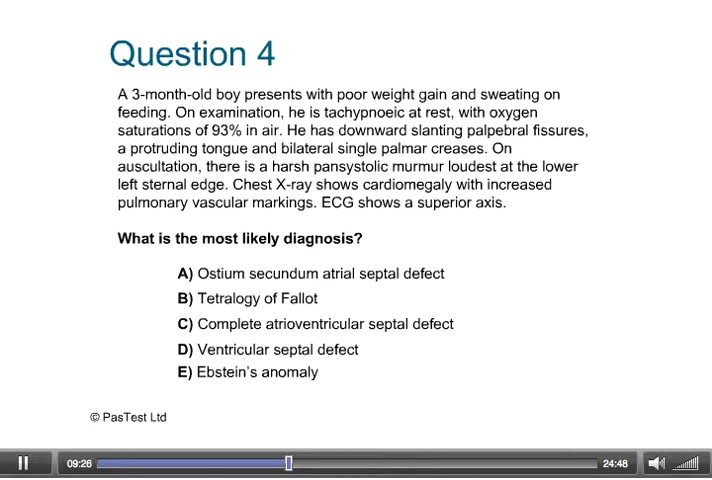 Question 4
A 3-month-old boy presents with poor weight gain and sweating on
feeding. On examination, he is tachypnoeic at rest, with oxygen
saturations of 93% in air. He has downward slanting palpebral fissures,
a protruding tongue and bilateral single palmar creases. On
auscultation, there is a harsh pansystolic murmur loudest at the lower
left sternal edge. Chest X-ray shows cardiomegaly with increased
pulmonary vascular markings. ECG shows a superior axis.
What is the most likely diagnosis?
A) Ostium secundum atrial septal defect
B) Tetralogy of Fallot
C) Complete atrioventricular septal defect
D) Ventricular septal defect
E) Ebstein's anomaly
© PasTest Ltd
09:26 24:48